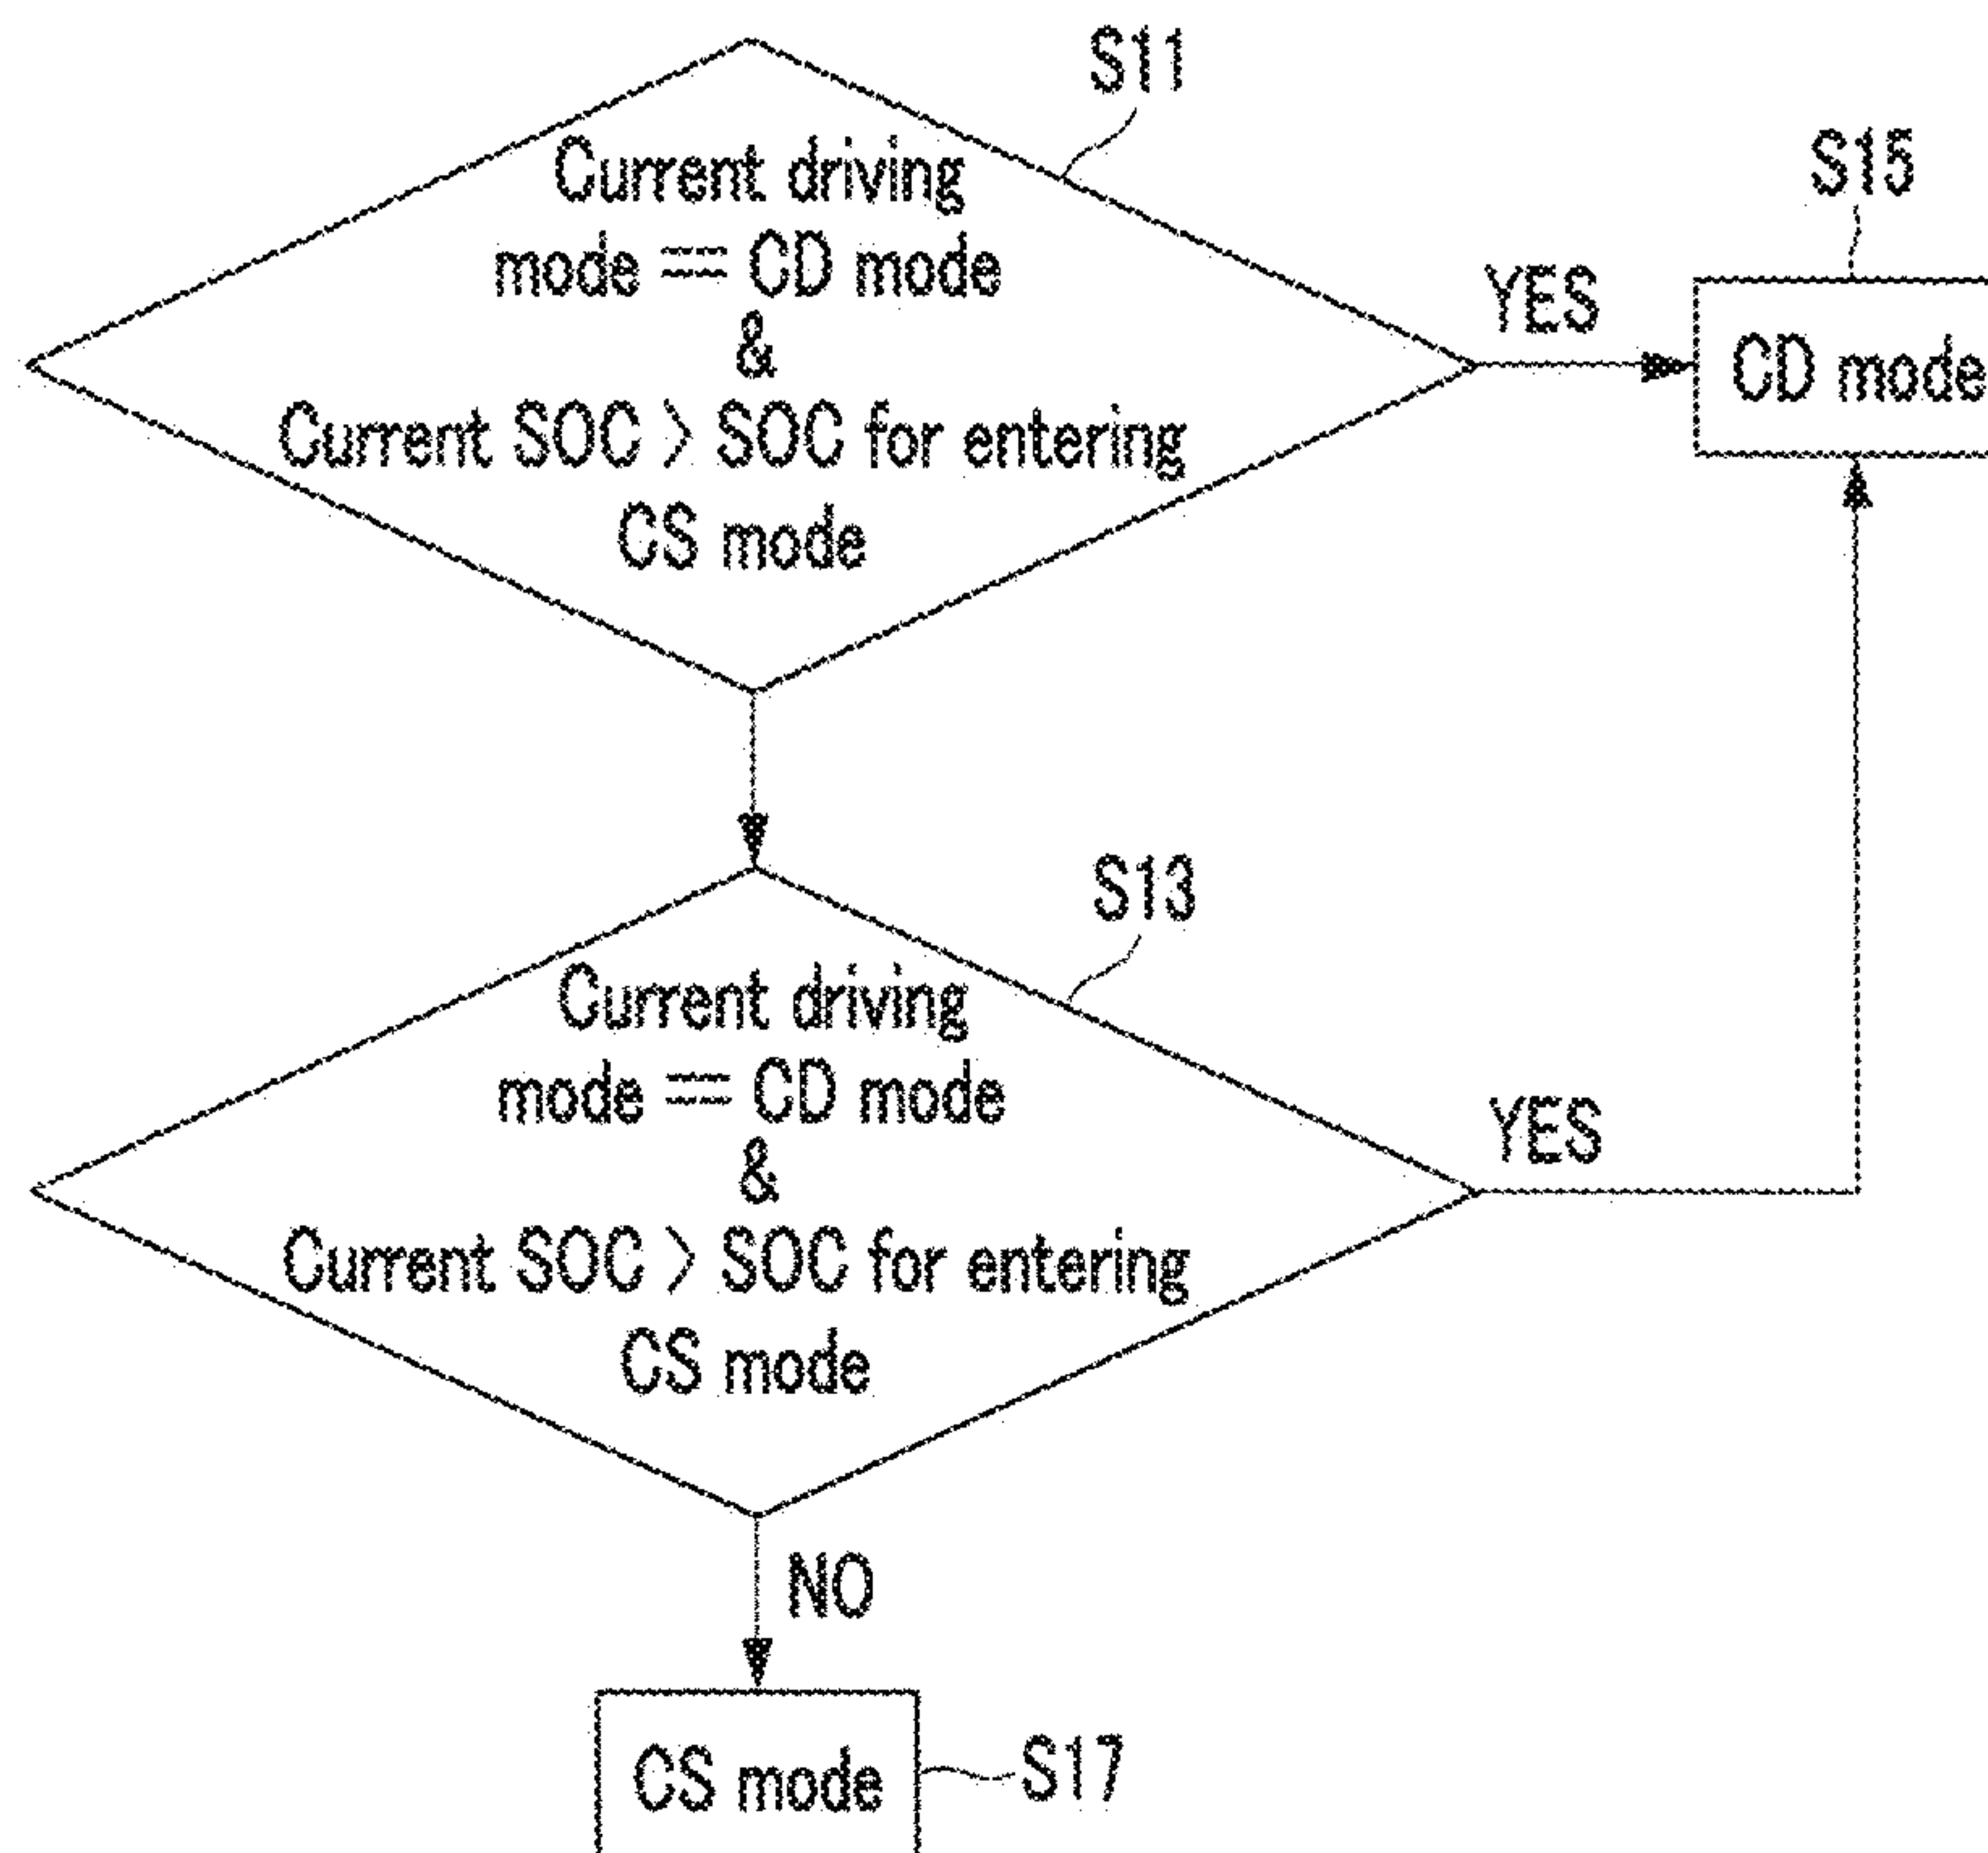 S11
Current driving
mode == CD mode
&
Current SOC > SOC for entering
CS mode
YES
S15
CD mode
S13
Current driving
mode == CD mode
&
Current SOC > SOC for entering
CS mode
YES
NO
CS mode
S17